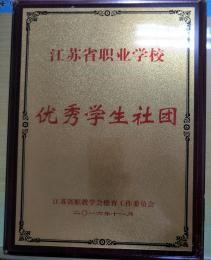 江苏省职业学校
优秀学生社团
江苏省职教学会德育工作委员会
二〇一六年十一月